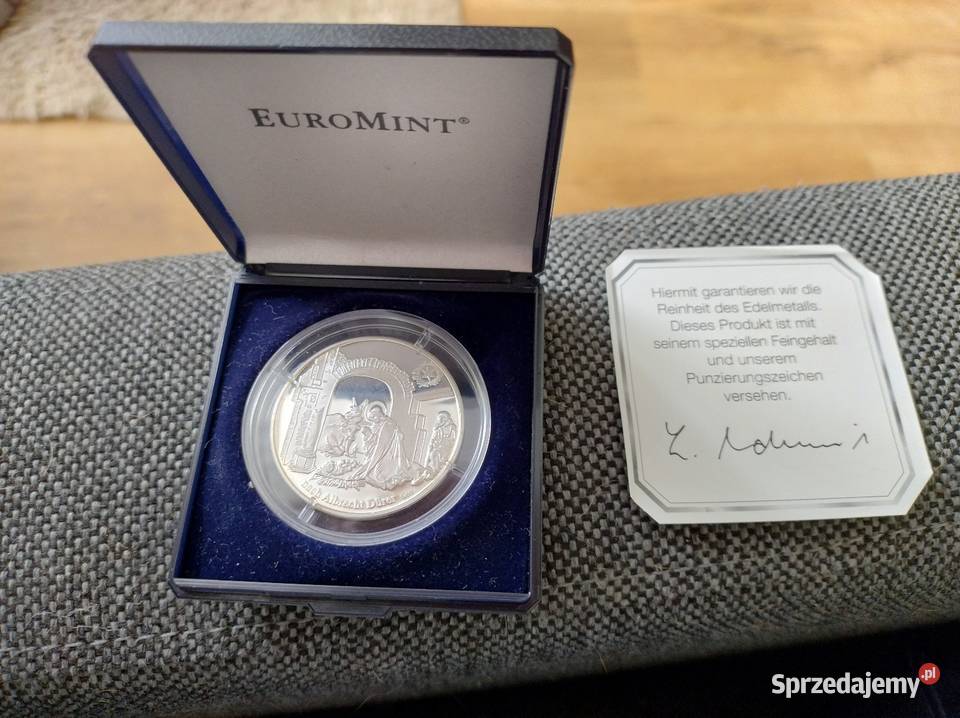 EUROMINT®
nach Albrecht Dürer
Hiermit garantieren wir die
Reinheit des Edelmetalls.
Dieses Produkt ist mit
seinem speziellen Feingehalt
und unserem
Punzierungszeichen
versehen.
Sprzedajemy.pl